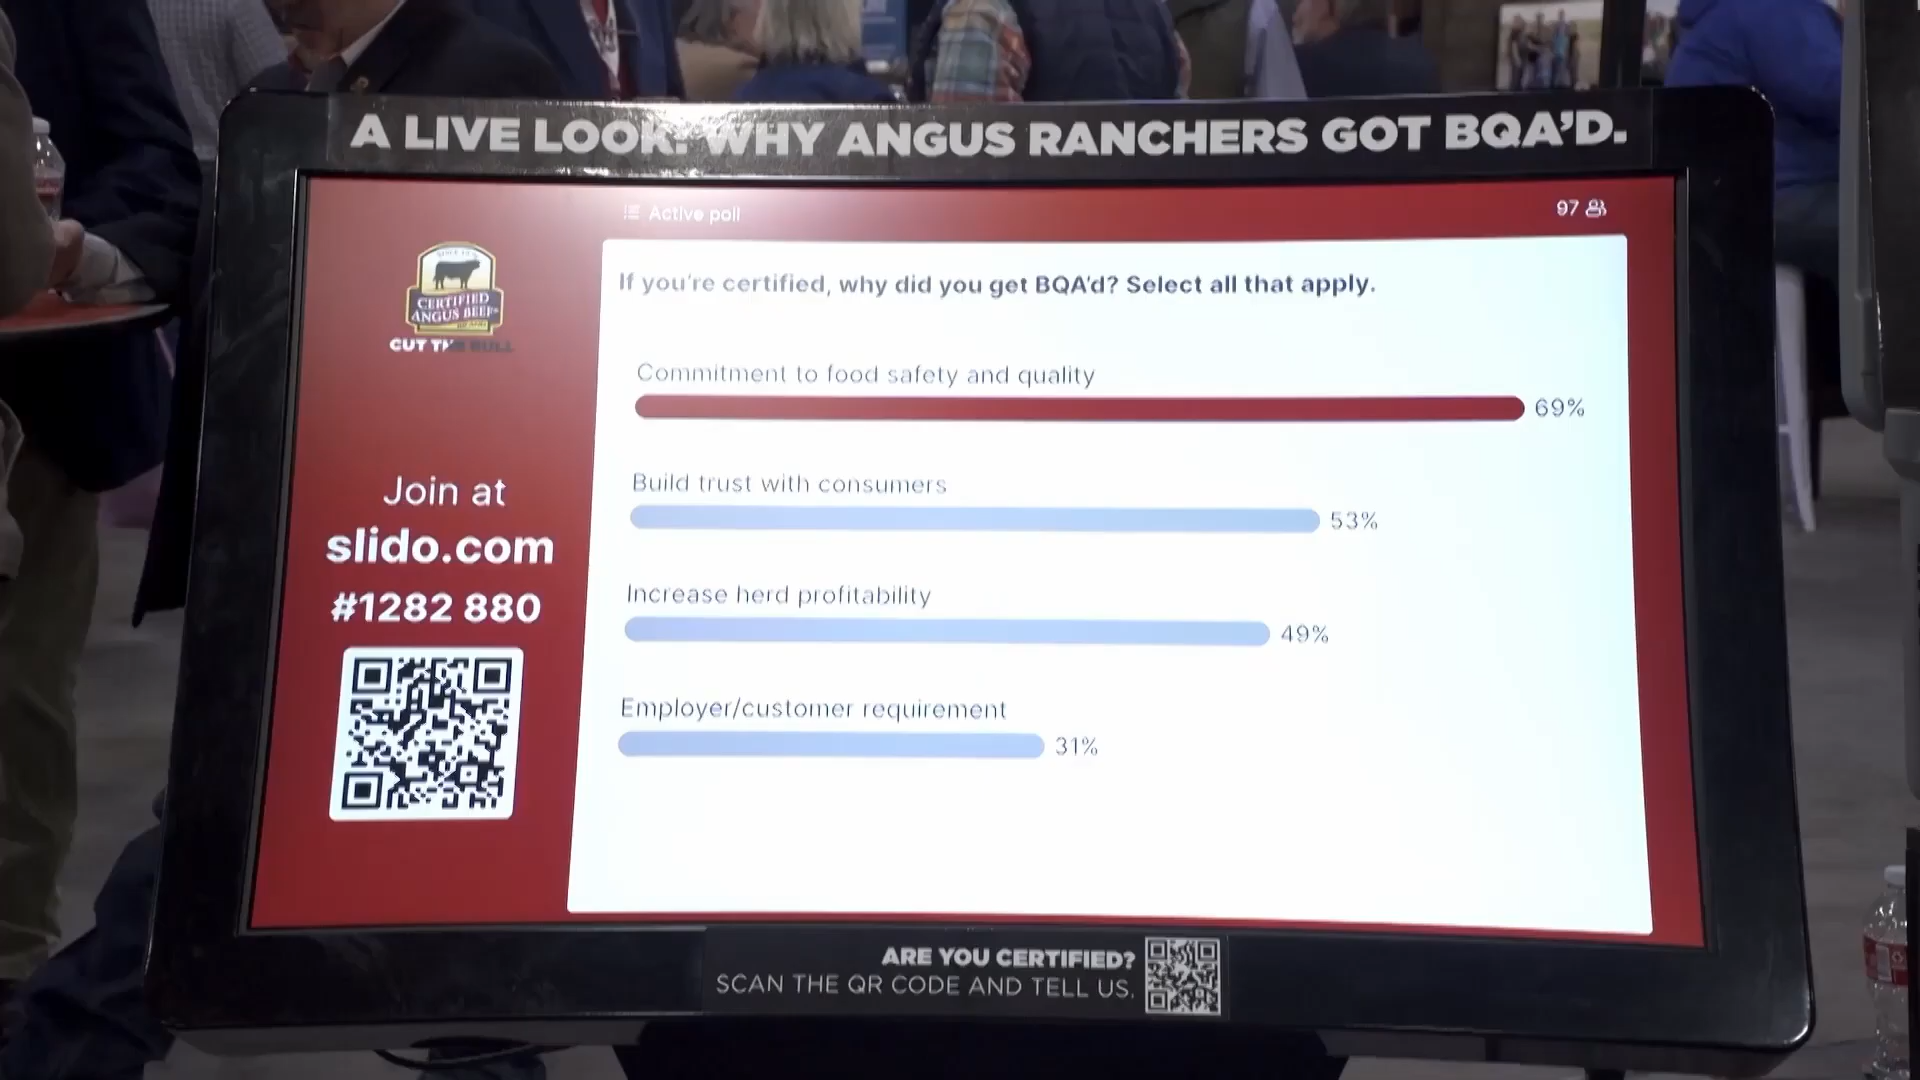 A LIVE LOOK: WHY ANGUS RANCHERS GOT BQA'D.
Active poll
97
CERTIFIED
ANGUS BEEF
CUT THE BULL
If you're certified, why did you get BQA'd? Select all that apply.
Commitment to food safety and quality
69%
Build trust with consumers
53%
Increase herd profitability
49%
Employer/customer requirement
31%
Join at
slido.com
#1282 880
ARE YOU CERTIFIED?
SCAN THE QR CODE AND TELL US.